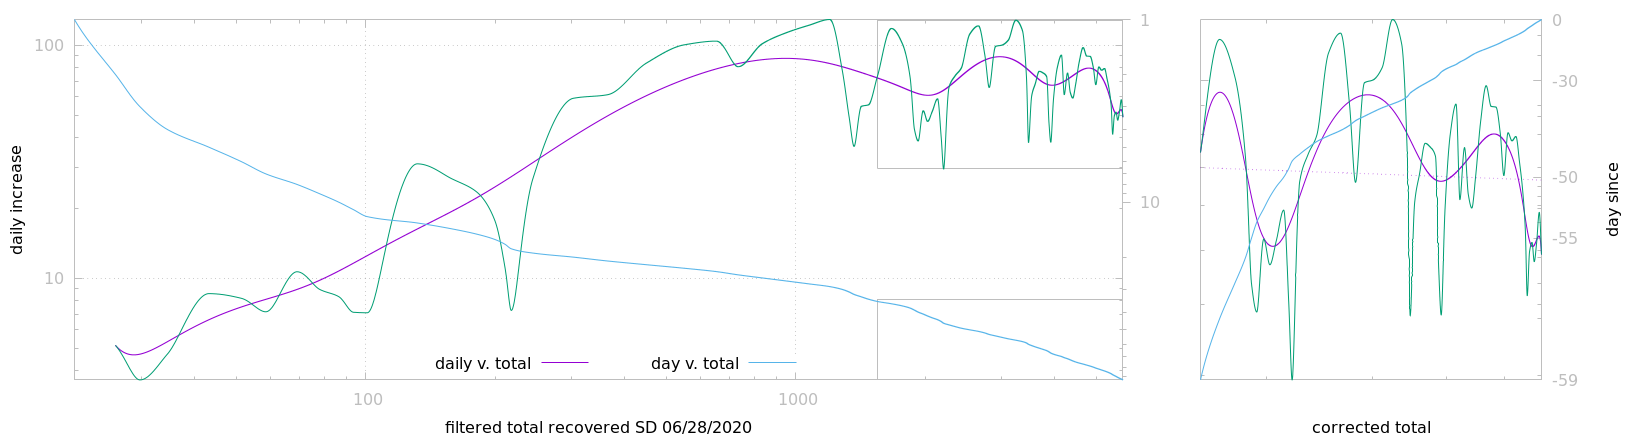 100
10
daily increase
100
1000
filtered total recovered SD 06/28/2020
daily v. total
day v. total
1
10
0
-30
-50
-55
-59
day since
corrected total